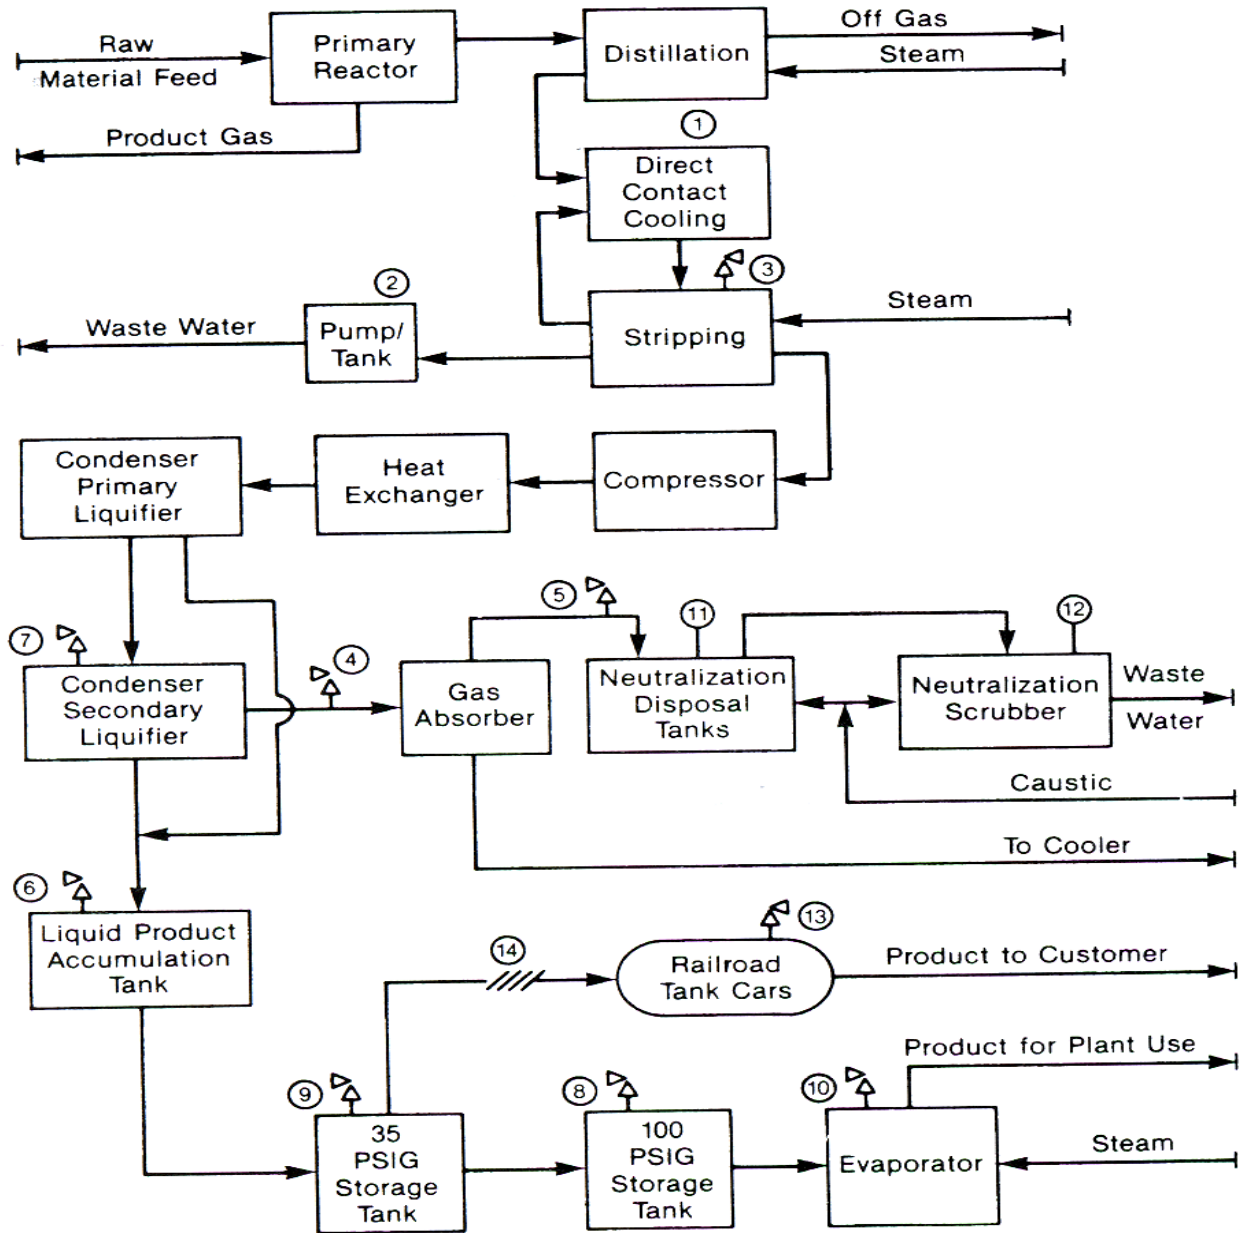 Raw
Material Feed
Primary
Reactor
Distillation
Off Gas
Steam
Product Gas
1
Direct
Contact
Cooling
2
3
Steam
Waste Water
Pump/
Tank
Stripping
Condenser
Primary
Liquifier
Heat
Exchanger
Compressor
5
11
12
7
4
Condenser
Secondary
Liquifier
Gas
Absorber
Neutralization
Disposal
Tanks
Neutralization
Scrubber
Waste
Water
Caustic
To Cooler
6
Liquid Product
Accumulation
Tank
14
13
Railroad
Tank Cars
Product to Customer
Product for Plant Use
9
8
10
35
PSIG
Storage
Tank
100
PSIG
Storage
Tank
Evaporator
Steam